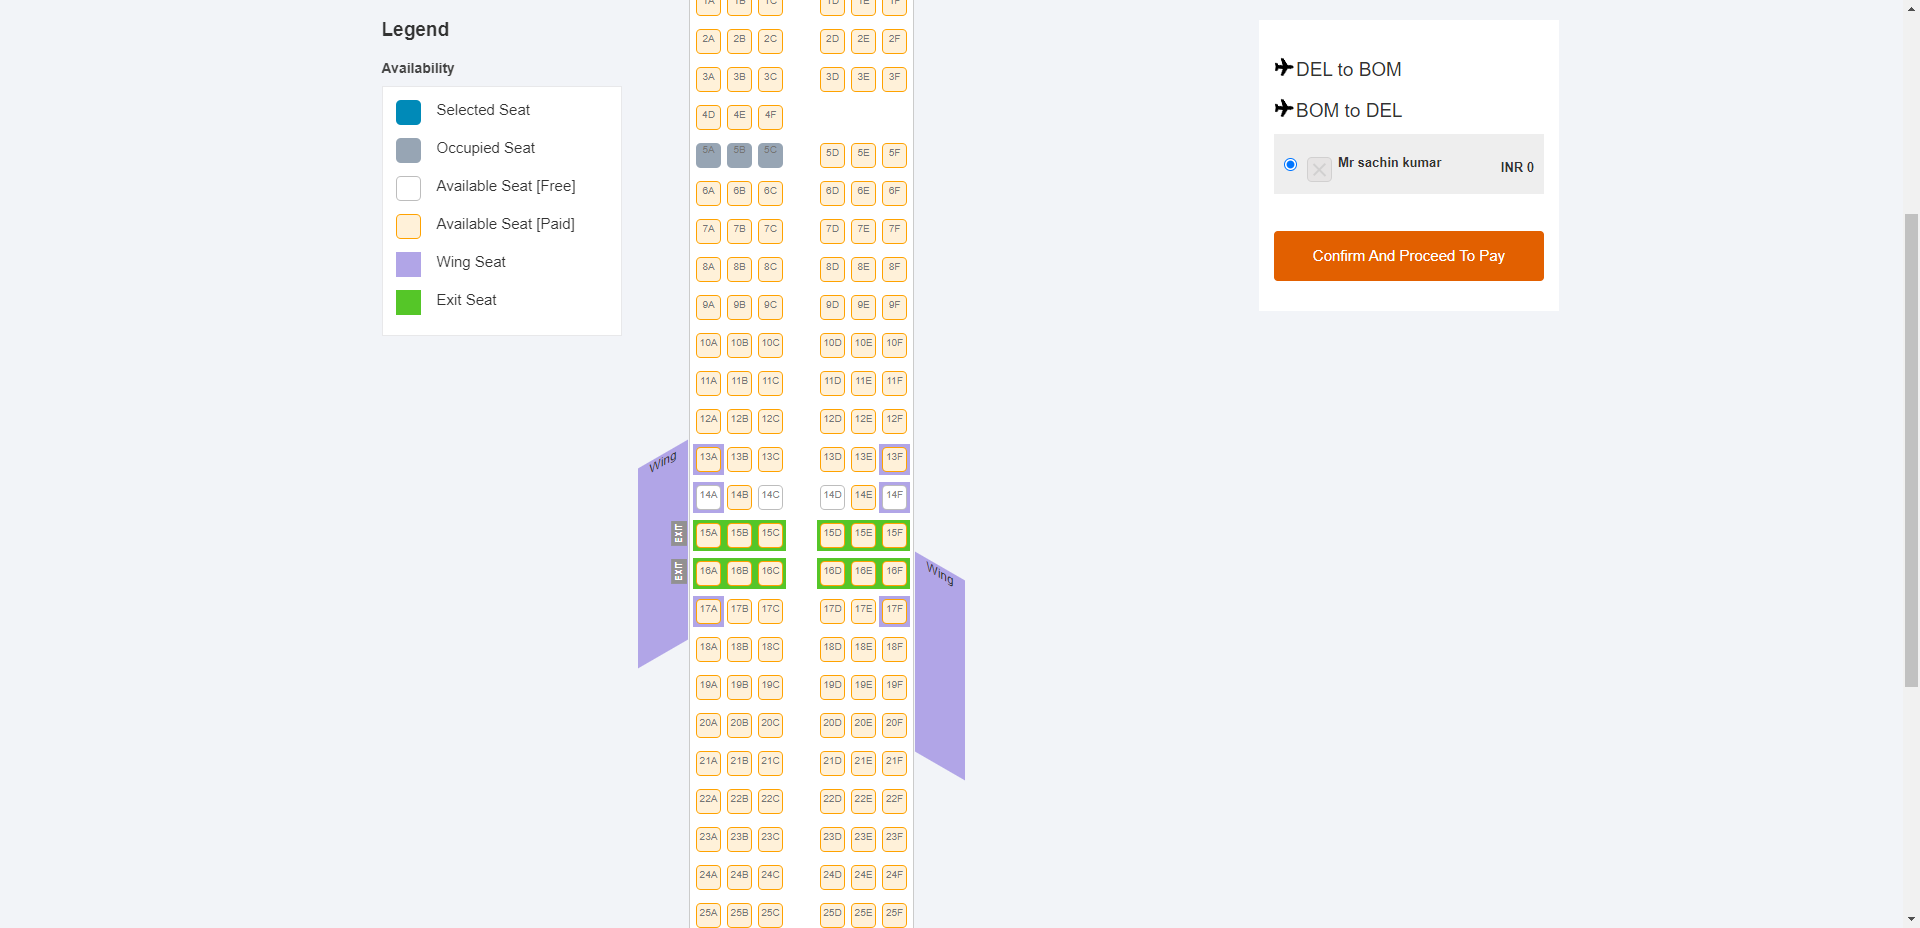 Legend
Availability
Selected Seat
Occupied Seat
Available Seat [Free]
Available Seat [Paid]
Wing Seat
Exit Seat
1A 1B 1C 1D 1E 1F
2A 2B 2C 2D 2E 2F
3A 3B 3C 3D 3E 3F
4D 4E 4F
5A 5B 5C 5D 5E 5F
6A 6B 6C 6D 6E 6F
7A 7B 7C 7D 7E 7F
8A 8B 8C 8D 8E 8F
9A 9B 9C 9D 9E 9F
10A 10B 10C 10D 10E 10F
11A 11B 11C 11D 11E 11F
12A 12B 12C 12D 12E 12F
Wing 13A 13B 13C 13D 13E 13F
14A 14B 14C 14D 14E 14F
EXIT 15A 15B 15C 15D 15E 15F
EXIT 16A 16B 16C 16D 16E 16F Wing
17A 17B 17C 17D 17E 17F
18A 18B 18C 18D 18E 18F
19A 19B 19C 19D 19E 19F
20A 20B 20C 20D 20E 20F
21A 21B 21C 21D 21E 21F
22A 22B 22C 22D 22E 22F
23A 23B 23C 23D 23E 23F
24A 24B 24C 24D 24E 24F
25A 25B 25C 25D 25E 25F
DEL to BOM
BOM to DEL
Mr sachin kumar INR 0
Confirm And Proceed To Pay